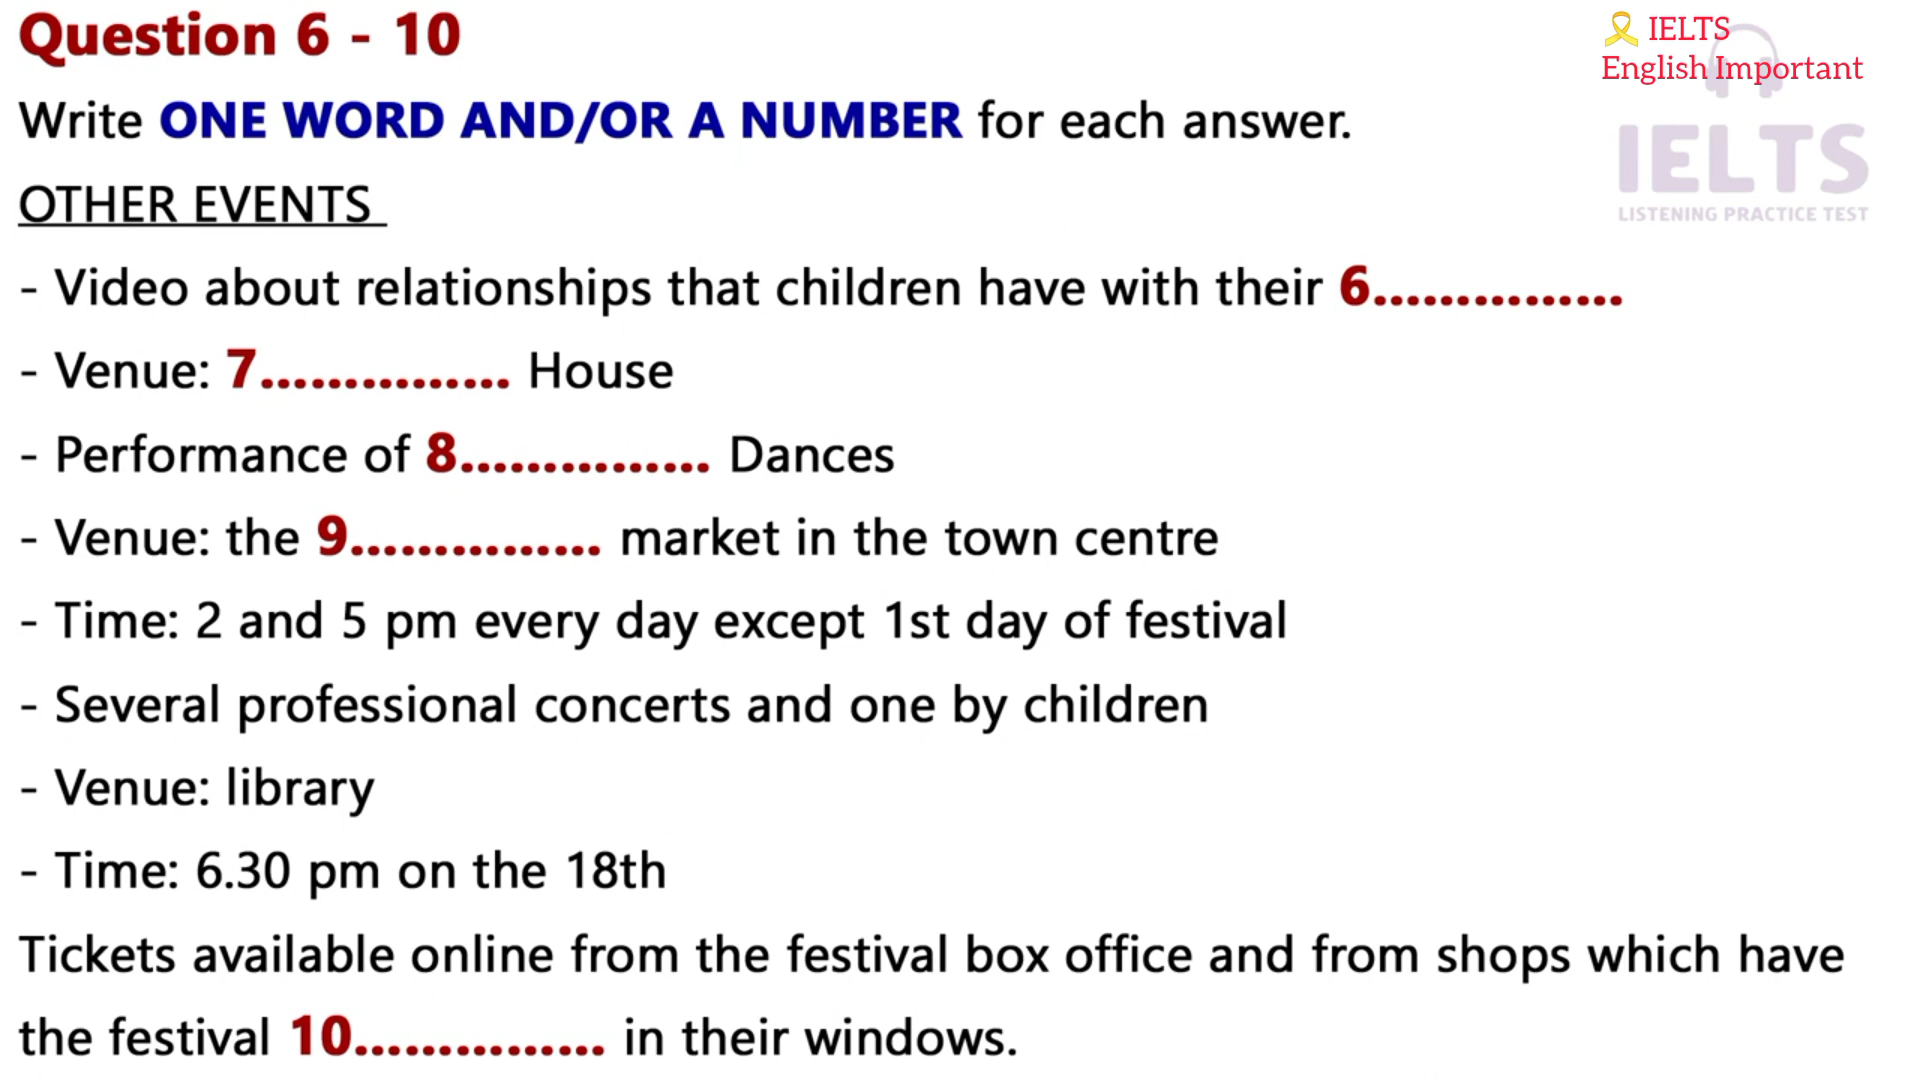 Question 6 - 10
IELTS
English Important
IELTS
LISTENING PRACTICE TEST
Write ONE WORD AND/OR A NUMBER for each answer.
OTHER EVENTS
- Video about relationships that children have with their 6...............
- Venue: 7............... House
- Performance of 8............... Dances
- Venue: the 9............... market in the town centre
- Time: 2 and 5 pm every day except 1st day of festival
- Several professional concerts and one by children
- Venue: library
- Time: 6.30 pm on the 18th
Tickets available online from the festival box office and from shops which have
the festival 10............... in their windows.